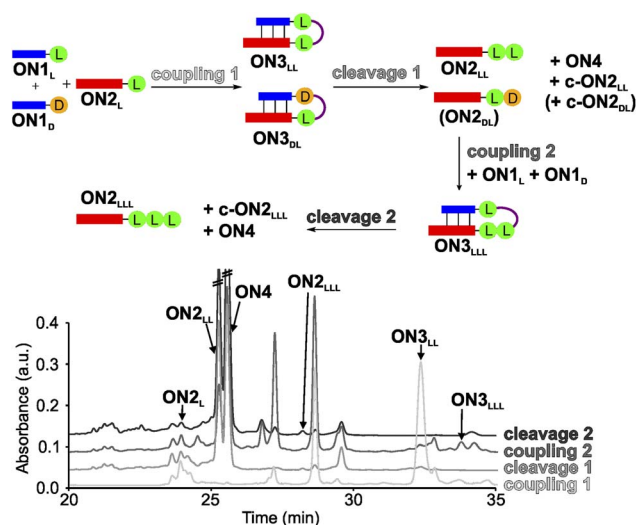 L
ON1L
+
D
ON1D
+
L
ON2L
coupling 1
L
L
ON3LL
D
L
ON3DL
cleavage 1
L L
ON2LL
L D
(ON2DL)
+ ON4
+ c-ON2LL
(+ c-ON2DL)
coupling 2
+ ON1L + ON1D
L
L L
ON3LLL
cleavage 2
+ c-ON2LLL
+ ON4
ON2LLL
L L L
ON2LLL
ON4
ON2LL
ON3LL
ON2L
ON3LLL
Absorbance (a.u.)
0.4
0.3
0.2
0.1
0.0
cleavage 2
coupling 2
cleavage 1
coupling 1
20 25 30 35
Time (min)